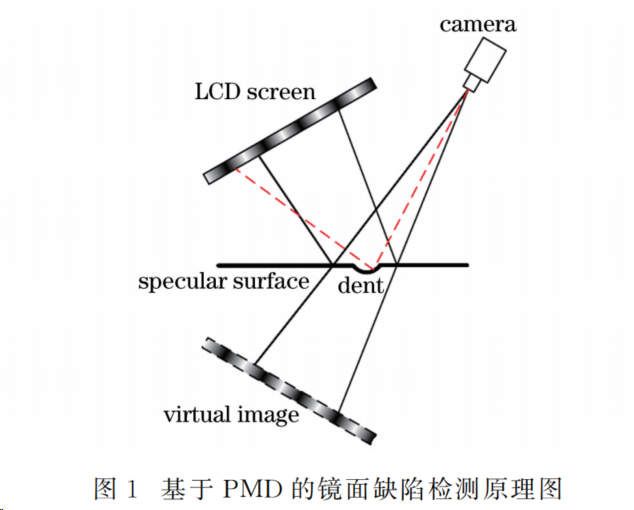 camera
LCD screen
specular surface
dent
virtual image
图 1 基于 PMD 的镜面缺陷检测原理图